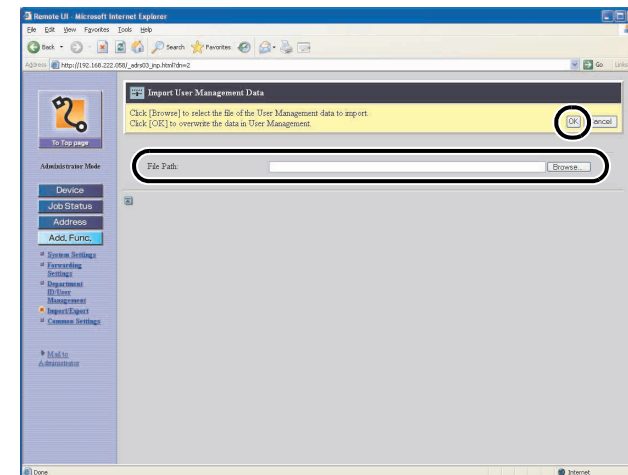 Remote UI - Microsoft Internet Explorer
File Edit View Favorites Tools Help
Back Search Favorites
Address http://192.168.222.058/_adrs03_inp.html?dn=2 Go Links
Import User Management Data
Click [Browse] to select the file of the User Management data to import.
Click [OK] to overwrite the data in User Management.
OK Cancel
To Top page
Administrator Mode
File Path:
Browse...
Device
Job Status
Address
Add. Func.
System Settings
Forwarding
Settings
Department
ID/User
Management
Import/Export
Common Settings
Mail to
Administrator
Done Internet